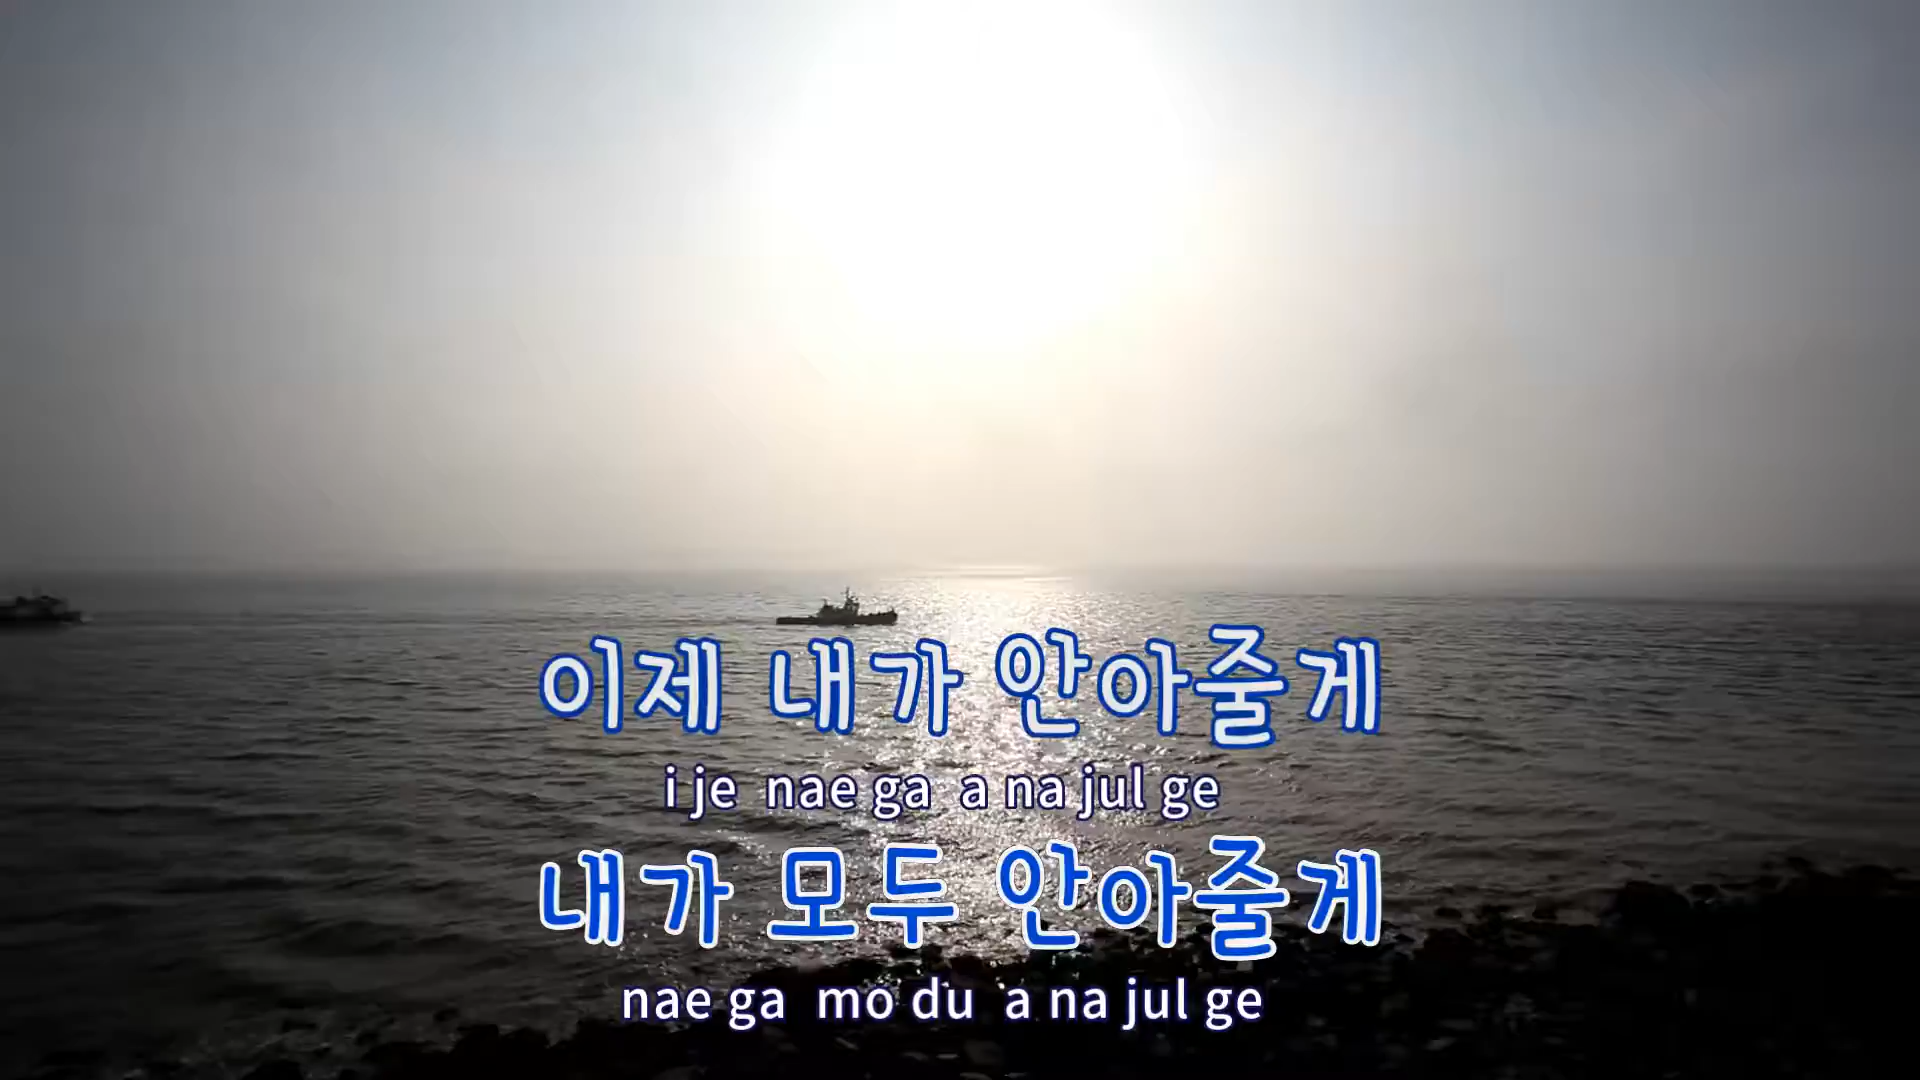 이제 내가 안아줄게
i je nae ga a na jul ge
내가 모두 안아줄게
nae ga mo du a na jul ge